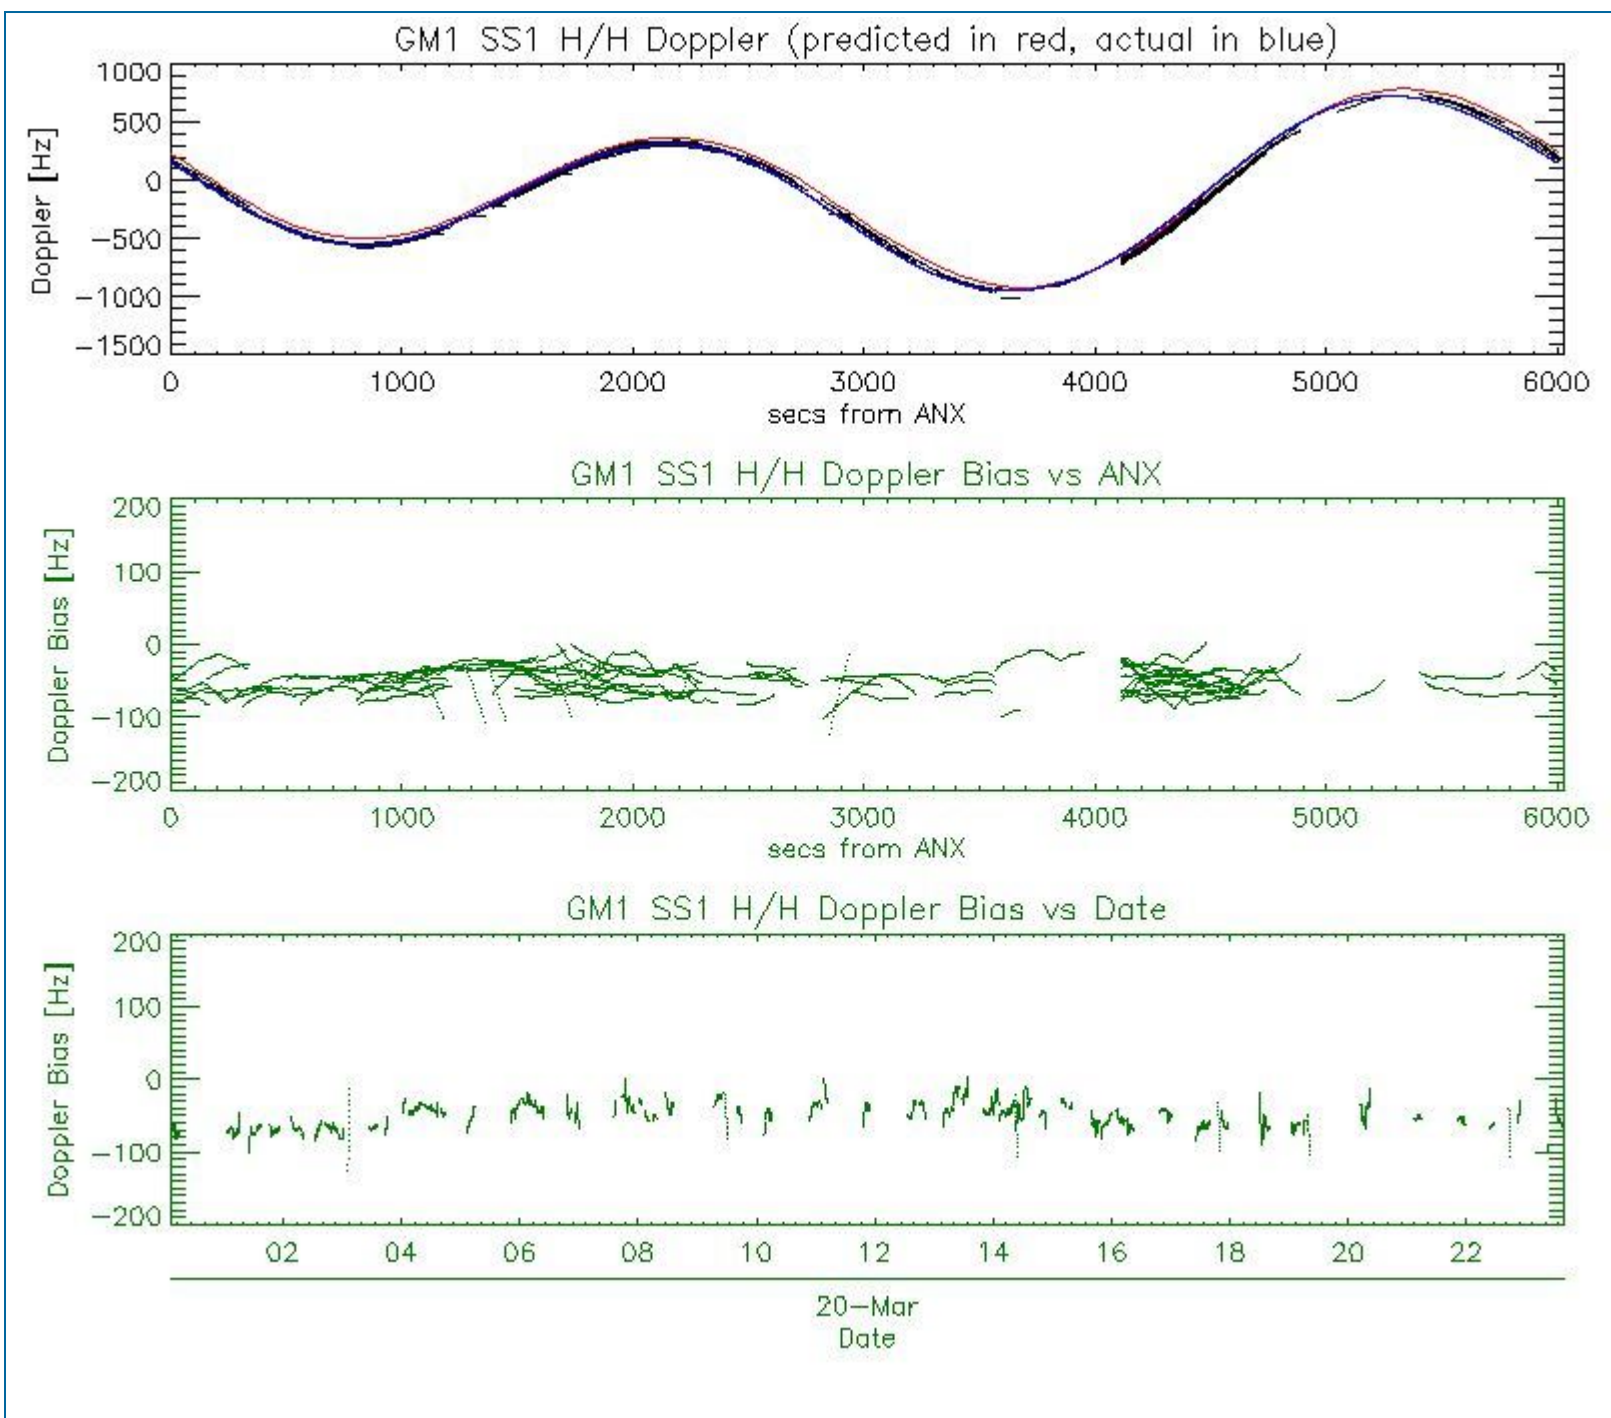 GM1 SS1 H/H Doppler (predicted in red, actual in blue)
1000
500
0
−500
−1000
−1500
Doppler [Hz]
0 1000 2000 3000 4000 5000 6000
secs from ANX
GM1 SS1 H/H Doppler Bias vs ANX
200
100
0
−100
−200
Doppler Bias [Hz]
0 1000 2000 3000 4000 5000 6000
secs from ANX
GM1 SS1 H/H Doppler Bias vs Date
200
100
0
−100
−200
Doppler Bias [Hz]
02 04 06 08 10 12 14 16 18 20 22
20−Mar
Date